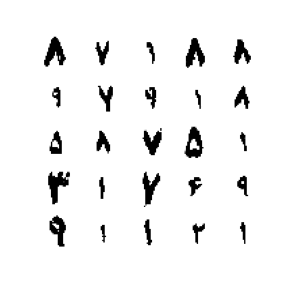 ۸ ۷ ۱ ۸ ۸
۹ ۷ ۹ ۱ ۸
۵ ۸ ۷ ۵ ۱
۳ ۱ ۷ ۶ ۹
۹ ۱ ۱ ۲ ۱